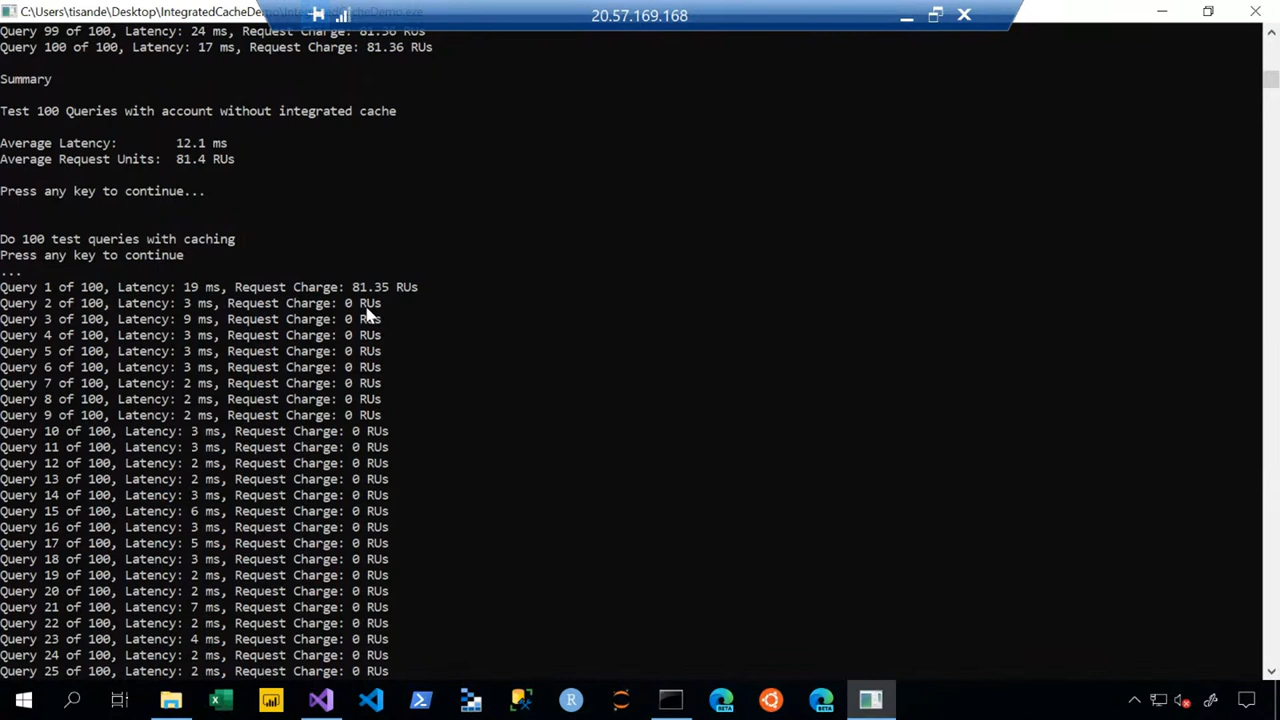 C:\Users\tisande\Desktop\IntegratedCacheDemo\IntegratedCacheDemo.exe
20.57.169.168
Query 99 of 100, Latency: 24 ms, Request Charge: 81.36 RUs
Query 100 of 100, Latency: 17 ms, Request Charge: 81.36 RUs
Summary
Test 100 Queries with account without integrated cache
Average Latency: 12.1 ms
Average Request Units: 81.4 RUs
Press any key to continue...
Do 100 test queries with caching
Press any key to continue
...
Query 1 of 100, Latency: 19 ms, Request Charge: 81.35 RUs
Query 2 of 100, Latency: 3 ms, Request Charge: 0 RUs
Query 3 of 100, Latency: 9 ms, Request Charge: 0 RUs
Query 4 of 100, Latency: 3 ms, Request Charge: 0 RUs
Query 5 of 100, Latency: 3 ms, Request Charge: 0 RUs
Query 6 of 100, Latency: 3 ms, Request Charge: 0 RUs
Query 7 of 100, Latency: 2 ms, Request Charge: 0 RUs
Query 8 of 100, Latency: 2 ms, Request Charge: 0 RUs
Query 9 of 100, Latency: 2 ms, Request Charge: 0 RUs
Query 10 of 100, Latency: 3 ms, Request Charge: 0 RUs
Query 11 of 100, Latency: 3 ms, Request Charge: 0 RUs
Query 12 of 100, Latency: 2 ms, Request Charge: 0 RUs
Query 13 of 100, Latency: 2 ms, Request Charge: 0 RUs
Query 14 of 100, Latency: 3 ms, Request Charge: 0 RUs
Query 15 of 100, Latency: 6 ms, Request Charge: 0 RUs
Query 16 of 100, Latency: 3 ms, Request Charge: 0 RUs
Query 17 of 100, Latency: 5 ms, Request Charge: 0 RUs
Query 18 of 100, Latency: 3 ms, Request Charge: 0 RUs
Query 19 of 100, Latency: 2 ms, Request Charge: 0 RUs
Query 20 of 100, Latency: 2 ms, Request Charge: 0 RUs
Query 21 of 100, Latency: 7 ms, Request Charge: 0 RUs
Query 22 of 100, Latency: 2 ms, Request Charge: 0 RUs
Query 23 of 100, Latency: 4 ms, Request Charge: 0 RUs
Query 24 of 100, Latency: 2 ms, Request Charge: 0 RUs
Query 25 of 100, Latency: 2 ms, Request Charge: 0 RUs
R
BETA
BETA